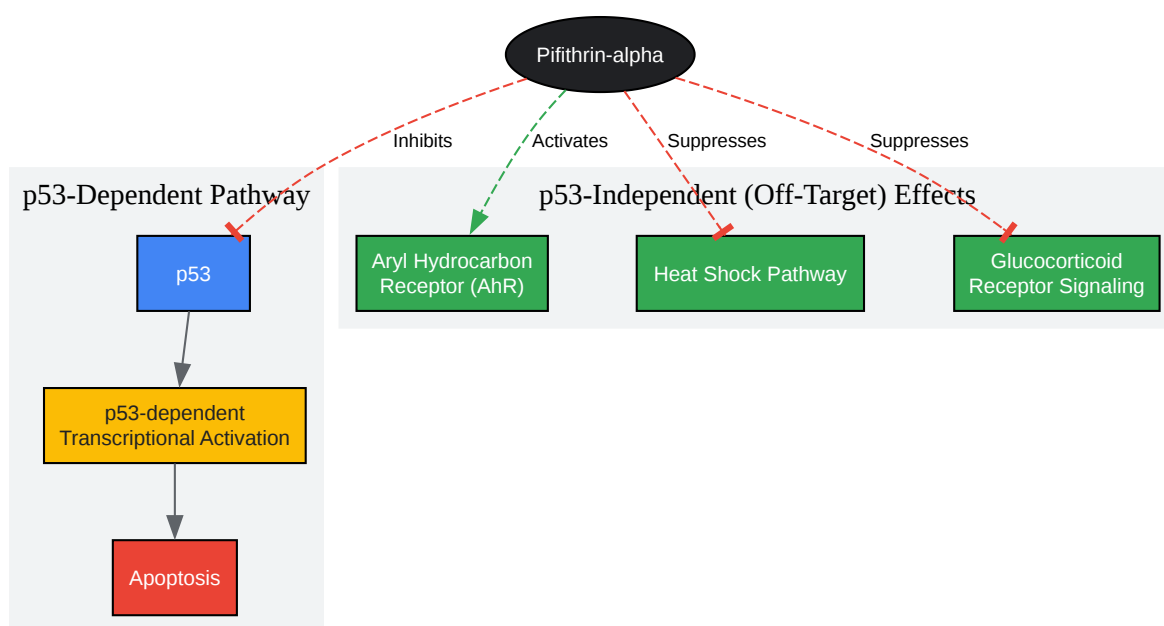 Pifithrin-alpha
Inhibits
Activates
Suppresses
Suppresses
p53-Dependent Pathway
p53-Independent (Off-Target) Effects
p53
Aryl Hydrocarbon
Receptor (AhR)
Heat Shock Pathway
Glucocorticoid
Receptor Signaling
p53-dependent
Transcriptional Activation
Apoptosis